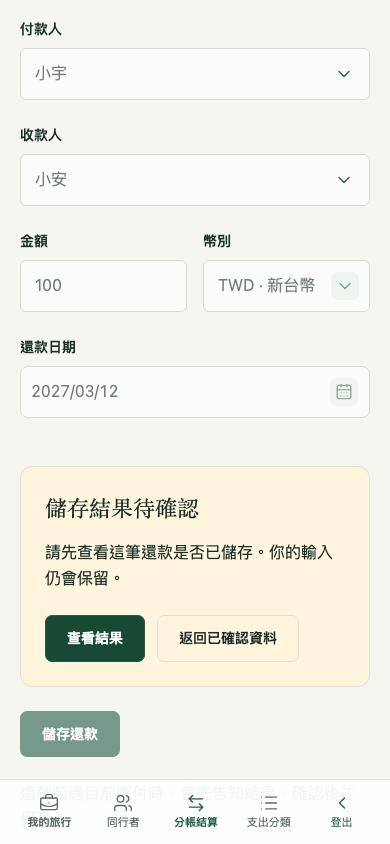 付款人
小宇
收款人
小安
金額
幣別
100
TWD · 新台幣
還款日期
2027/03/12
儲存結果待確認
請先查看這筆還款是否已儲存。你的輸入
仍會保留。
查看結果
返回已確認資料
儲存還款
我的旅行
同行者
分帳結算
支出分類
登出